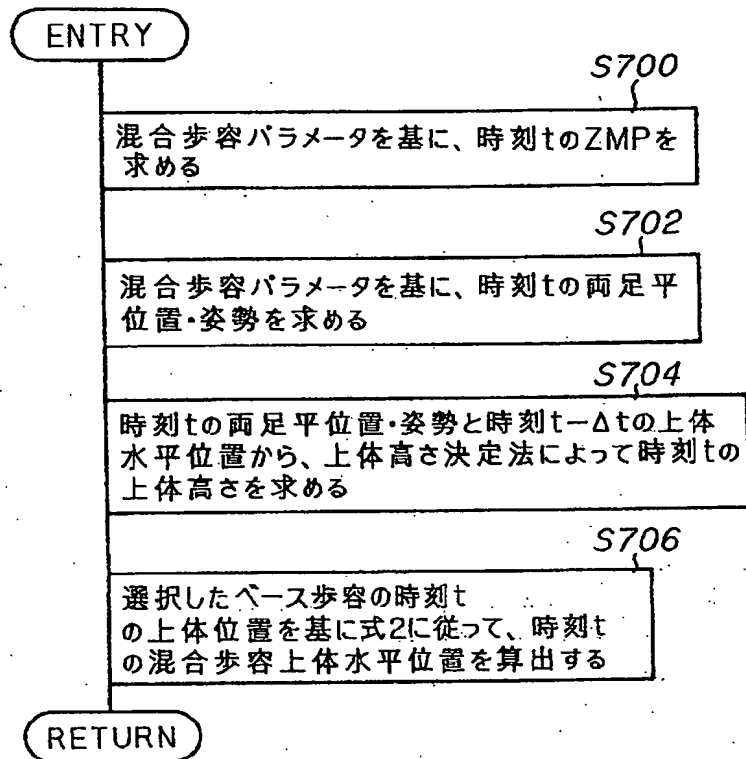 ENTRY
S700
混合歩容パラメータを基に、時刻tのZMPを
求める
S702
混合歩容パラメータを基に、時刻tの両足平
位置・姿勢を求める
S704
時刻tの両足平位置・姿勢と時刻t－Δtの上体
水平位置から、上体高さ決定法によって時刻tの
上体高さを求める
S706
選択したベース歩容の時刻t
の上体位置を基に式2に従って、時刻t
の混合歩容上体水平位置を算出する
RETURN